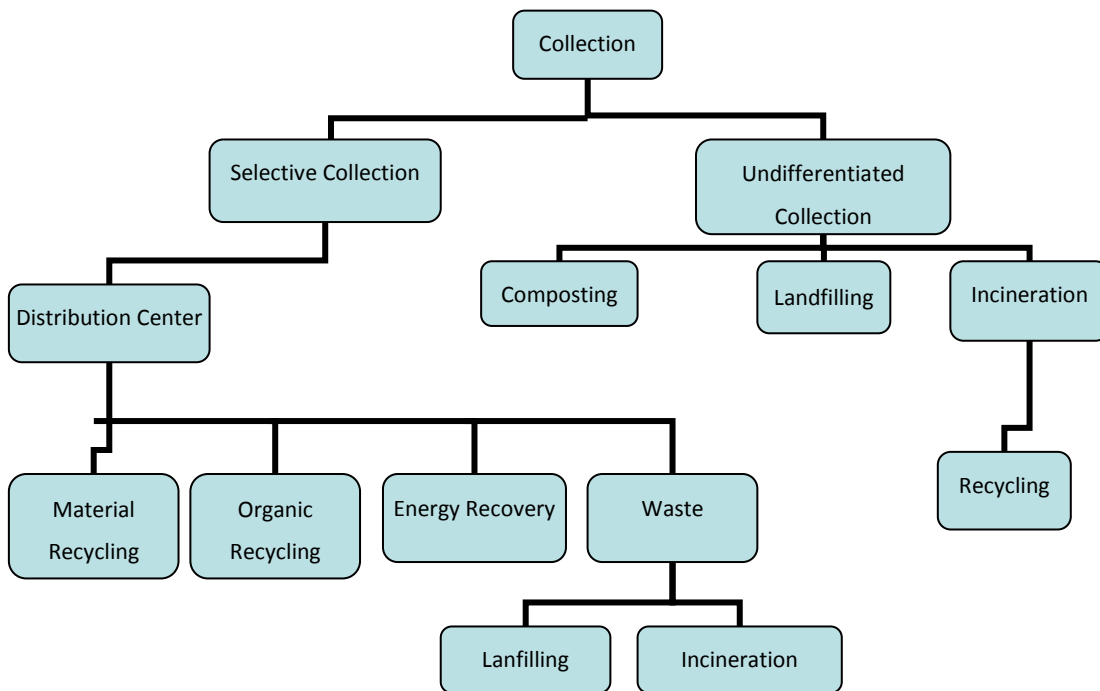 Collection
Selective Collection
Undifferentiated
Collection
Composting
Landfilling
Incineration
Distribution Center
Recycling
Material
Recycling
Organic
Recycling
Energy Recovery
Waste
Lanfilling
Incineration